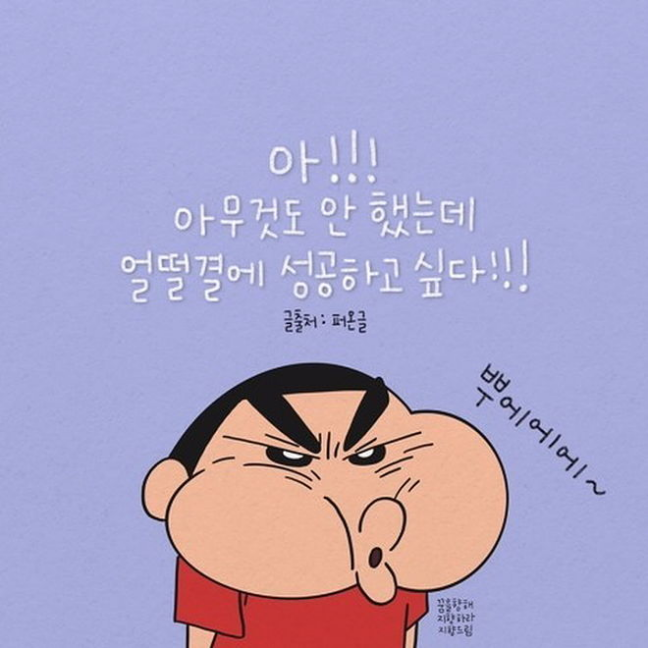 아!!!
아무것도 안 했는데
얼떨결에 성공하고 싶다!!!
글출처 : 퍼온글
뿌에에에~
꿈을향해
지향하라
지향드림